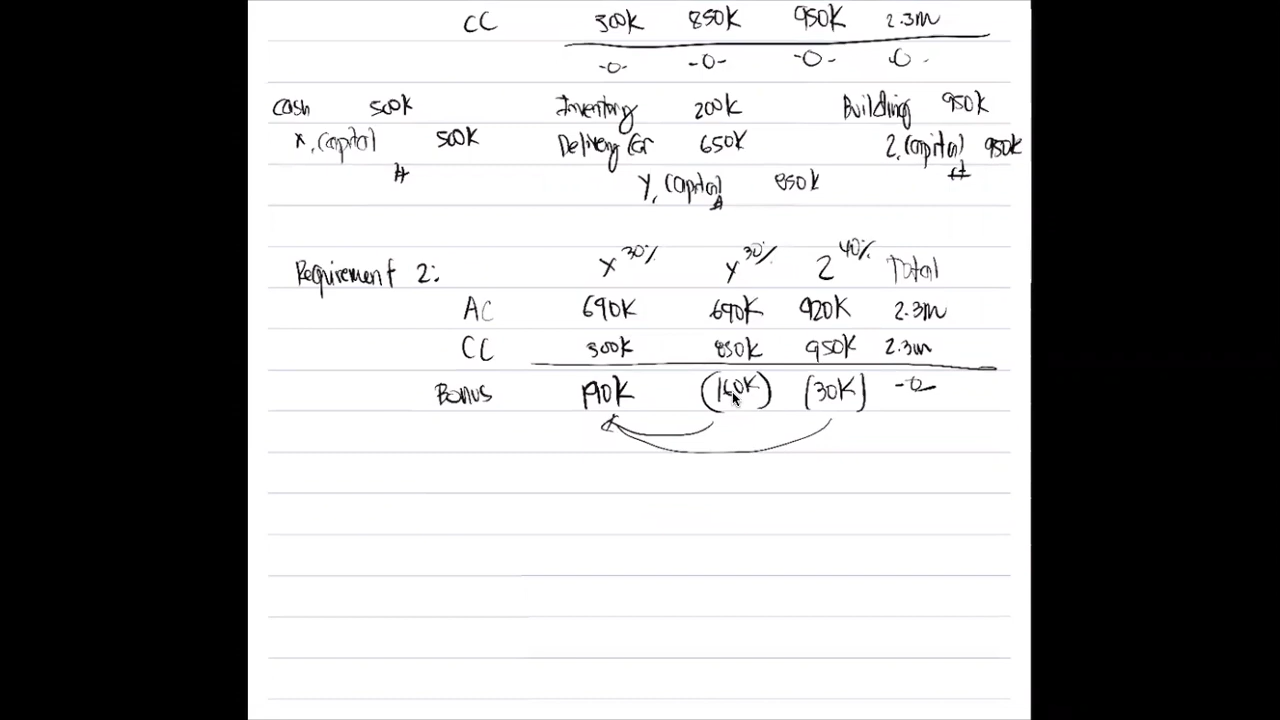 CC 300K 850K 950K 2.3m
-0- -0- -0- -0-
Cash 500K Inventory 200K Building 950K
X, Capital 500K Delivery Eq 650K Z, Capital 950K
Y, Capital 850K
Requirement 2: X 30% Y 30% Z 40% Total
AC 690K 690K 920K 2.3m
CC 300K 850K 950K 2.3m
Bonus 190K (160K) (30K) -0-